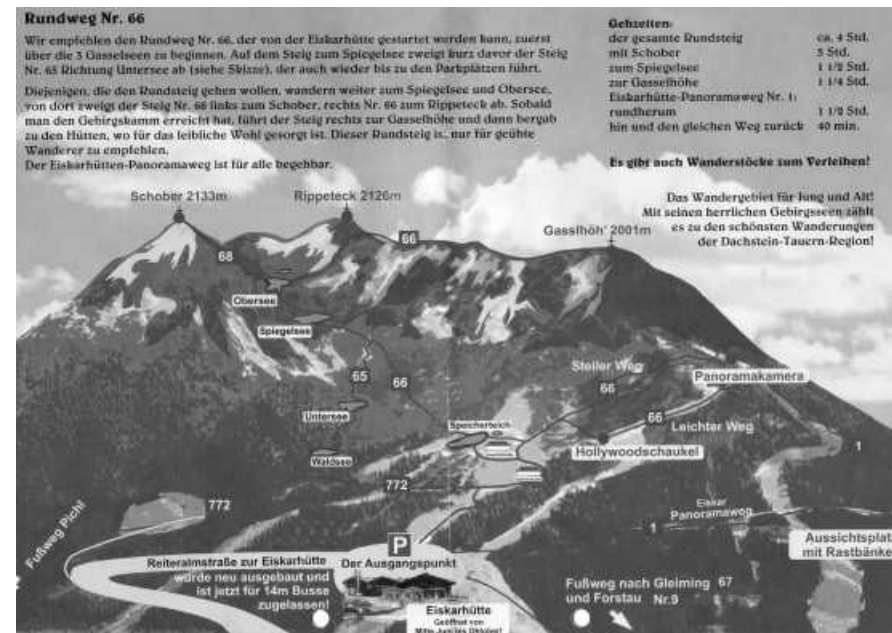 Rundweg Nr. 66
Wir empfehlen den Rundweg Nr. 66, der von der Eiskarhütte gestartet werden kann, zuerst
über die 3 Gasselseen zu beginnen. Auf dem Steig zum Spiegelsee zweigt kurz davor der Steig
Nr. 65 Richtung Untersee ab (siehe Skizze), der auch wieder bis zu den Parkplätzen führt.
Diejenigen, die den Rundsteig gehen wollen, wandern weiter zum Spiegelsee und Obersee,
von dort zweigt der Steig Nr. 66 links zum Schober, rechts Nr. 66 zum Rippeteck ab. Sobald
man den Gebirgskamm erreicht hat, führt der Steig rechts zur Gasselhöhe und dann bergab
zu den Hütten, wo für das leibliche Wohl gesorgt ist. Dieser Rundsteig is. nur für geübte
Wanderer zu empfehlen.
Der Eiskarhütten-Panoramaweg ist für alle begehbar.
Gehzeiten:
der gesamte Rundsteig ca. 4 Std.
mit Schober 5 Std.
zum Spiegelsee 1 1/2 Std.
zur Gasselhöhe 1 1/4 Std.
Eiskarhütte-Panoramaweg Nr. 1:
rundherum 1 1/2 Std.
hin und den gleichen Weg zurück 40 min.
Es gibt auch Wanderstöcke zum Verleihen!
Das Wandergebiet für Jung und Alt!
Mit seinen herrlichen Gebirgsseen zählt
es zu den schönsten Wanderungen
der Dachstein-Tauern-Region!
Schober 2133m
Rippeteck 2126m
Gasslhöh' 2001m
66
68
Obersee
Spiegelsee
65
66
Steiler Weg
66
Panoramakamera
Untersee
Speicherteich
66
Leichter Weg
Hollywoodschaukel
Waldsee
1
772
772
Eiskar
Panoramaweg
1
Fußweg Pichl
P
Aussichtsplat
mit Rastbänke
Reiteralmstraße zur Eiskarhütte
wurde neu ausgebaut und
ist jetzt für 14m Busse
zugelassen!
Der Ausgangspunkt
Eiskarhütte
Geöffnet von
Mitte Juni bis Oktober!
Fußweg nach Gleiming 67
und Forstau Nr.9